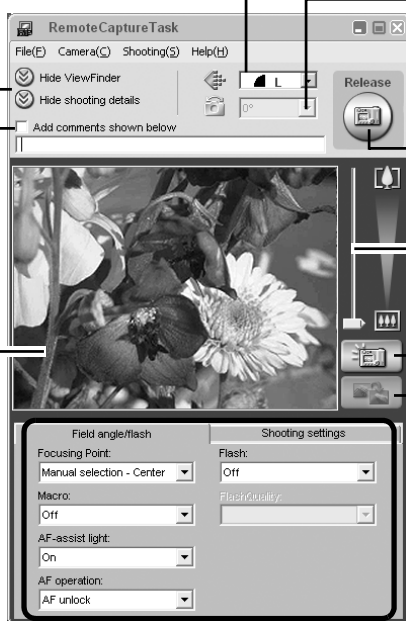 RemoteCaptureTask
File(F) Camera(C) Shooting(S) Help(H)
Hide ViewFinder
Hide shooting details
L
0°
Release
Add comments shown below
Field angle/flash
Shooting settings
Focusing Point:
Manual selection - Center
Macro:
Off
AF-assist light:
On
AF operation:
AF unlock
Flash:
Off
FlashQuality: